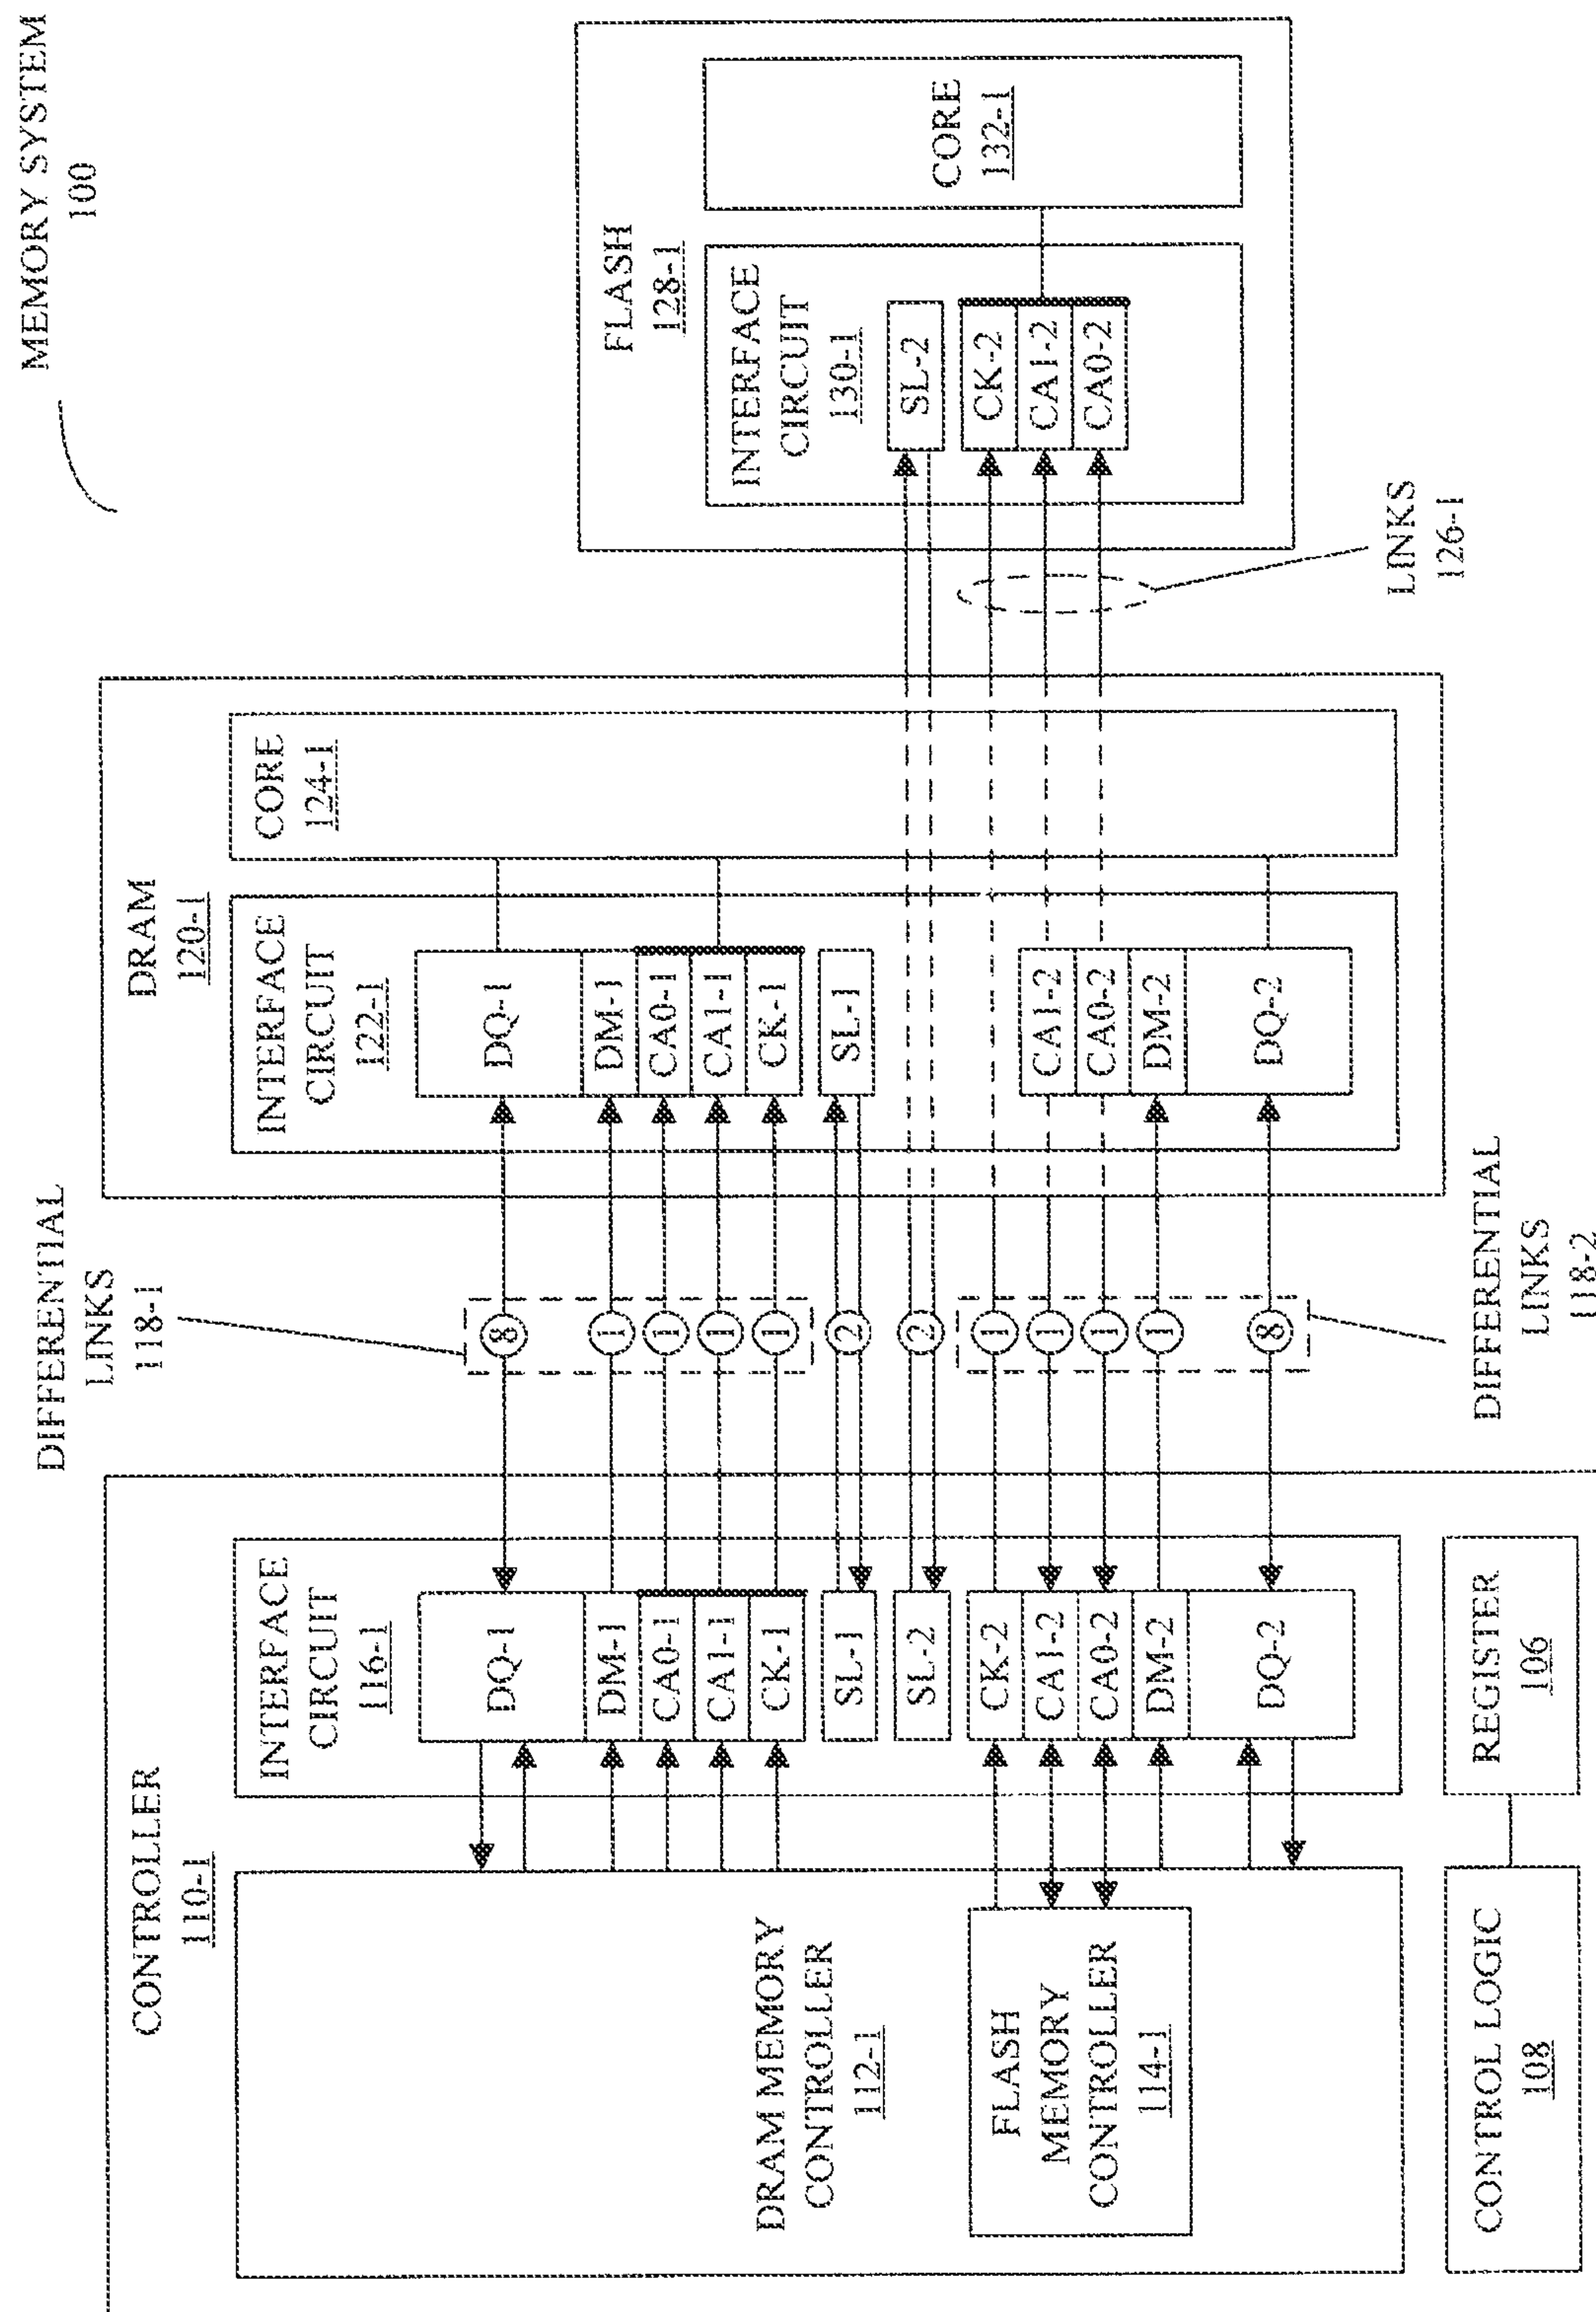 MEMORY SYSTEM
100
DIFFERENTIAL
LINKS
118-1
CONTROLLER
110-1
DRAM MEMORY
CONTROLLER
112-1
FLASH
MEMORY
CONTROLLER
114-1
CONTROL LOGIC
108
REGISTER
106
INTERFACE
CIRCUIT
116-1
DQ-1
DM-1
CA0-1
CA1-1
CK-1
SL-1
SL-2
CK-2
CA1-2
CA0-2
DM-2
DQ-2
8
1
1
1
1
2
2
1
1
1
1
8
DIFFERENTIAL
LINKS
118-2
DRAM
120-1
INTERFACE
CIRCUIT
122-1
DQ-1
DM-1
CA0-1
CA1-1
CK-1
SL-1
CA1-2
CA0-2
DM-2
DQ-2
CORE
124-1
LINKS
126-1
FLASH
128-1
INTERFACE
CIRCUIT
130-1
SL-2
CK-2
CA1-2
CA0-2
CORE
132-1